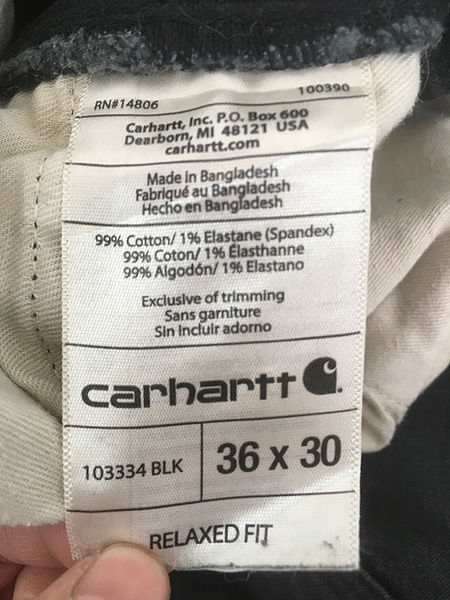 RN#14806 100390
Carhartt, Inc. P.O. Box 600
Dearborn, MI 48121 USA
carhartt.com
Made in Bangladesh
Fabriqué au Bangladesh
Hecho en Bangladesh
99% Cotton/ 1% Elastane (Spandex)
99% Coton/ 1% Élasthanne
99% Algodón/ 1% Elastano
Exclusive of trimming
Sans garniture
Sin incluir adorno
carhartt
103334 BLK 36 x 30
RELAXED FIT